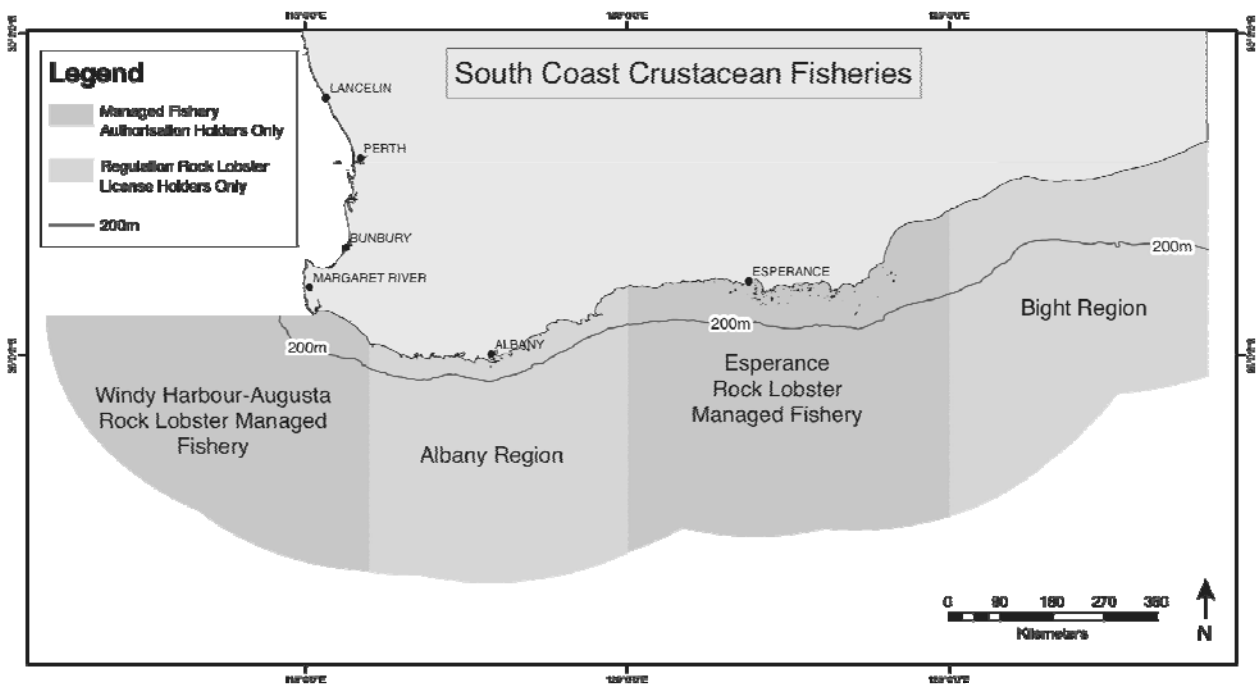 South Coast Crustacean Fisheries
Legend
Managed Fishery
Authorisation Holders Only
Regulation Rock Lobster
License Holders Only
200m
LANCELIN
PERTH
BUNBURY
MARGARET RIVER
ALBANY
ESPERANCE
200m
200m
200m
Bight Region
Windy Harbour-Augusta
Rock Lobster Managed
Fishery
Albany Region
Esperance
Rock Lobster
Managed Fishery
0 90 180 270 360
Kilometers
N